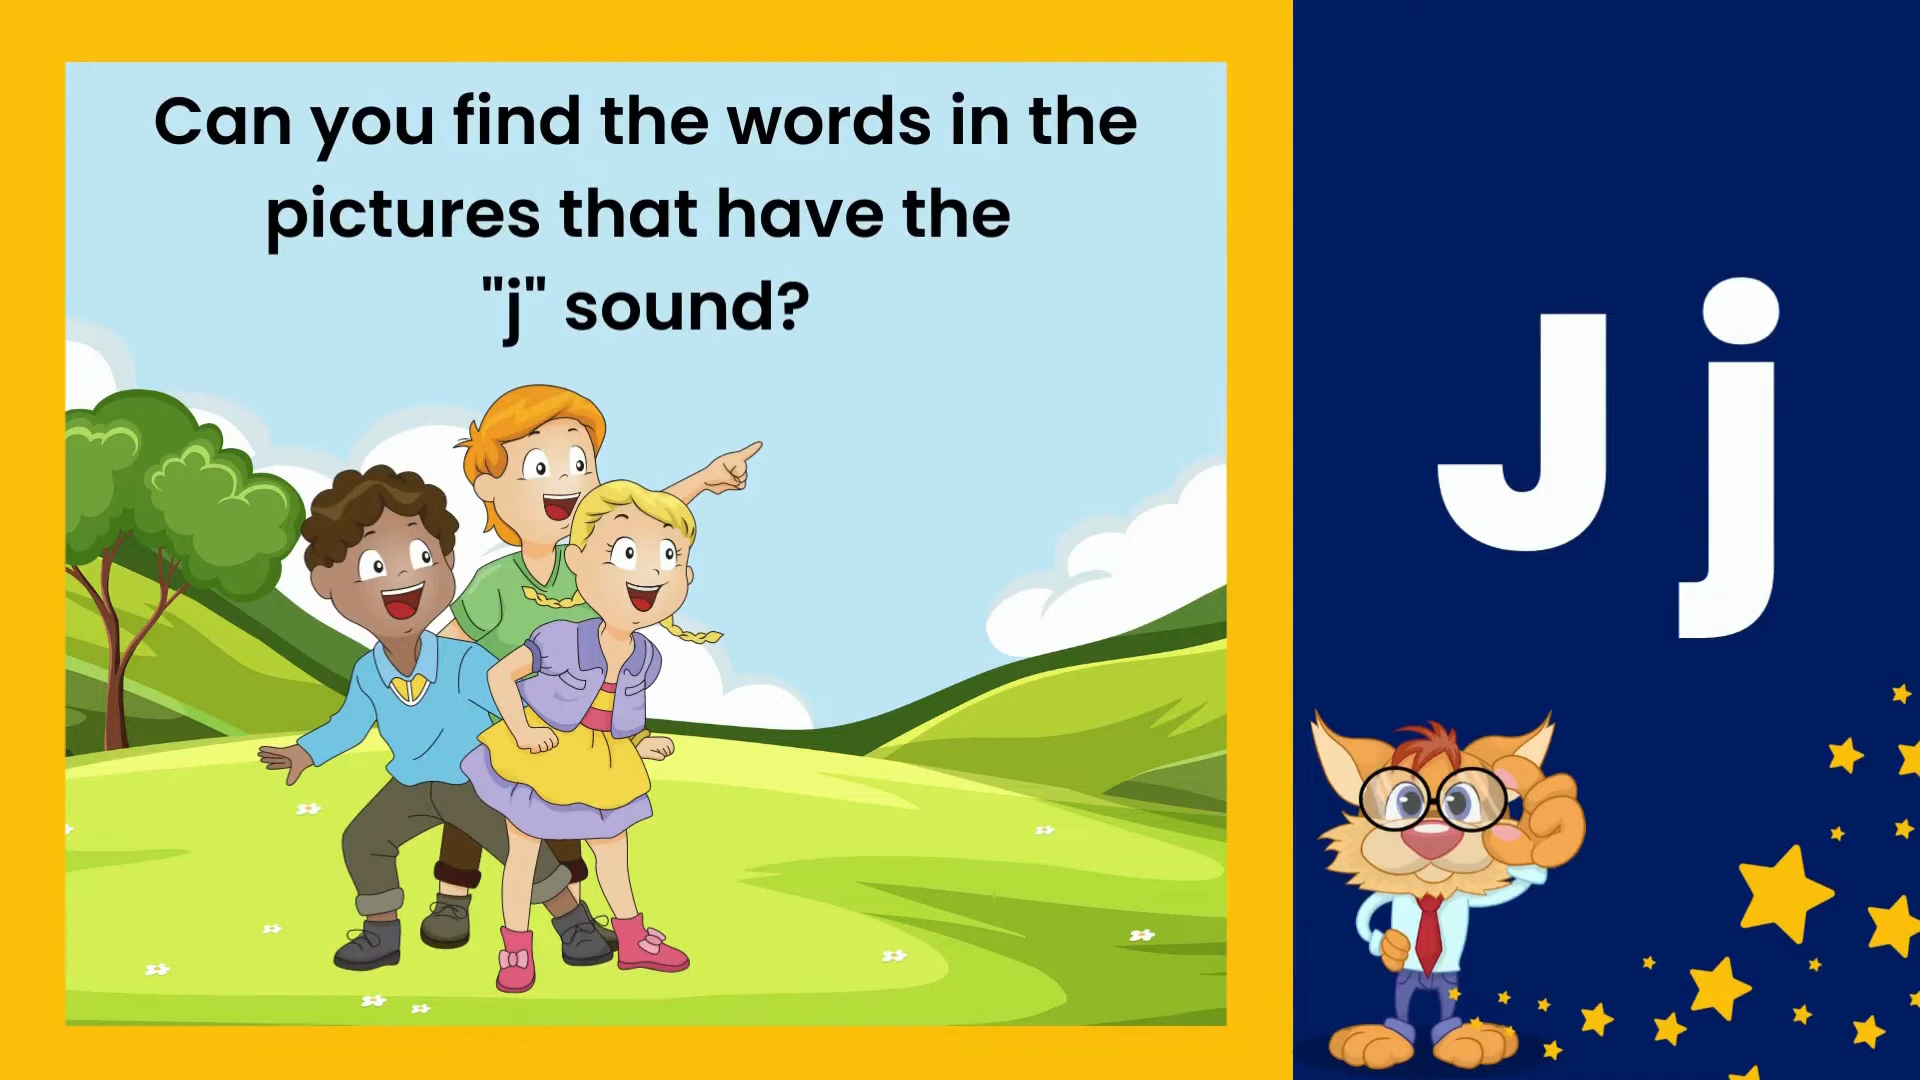 Can you find the words in the
pictures that have the
"j" sound?
J j